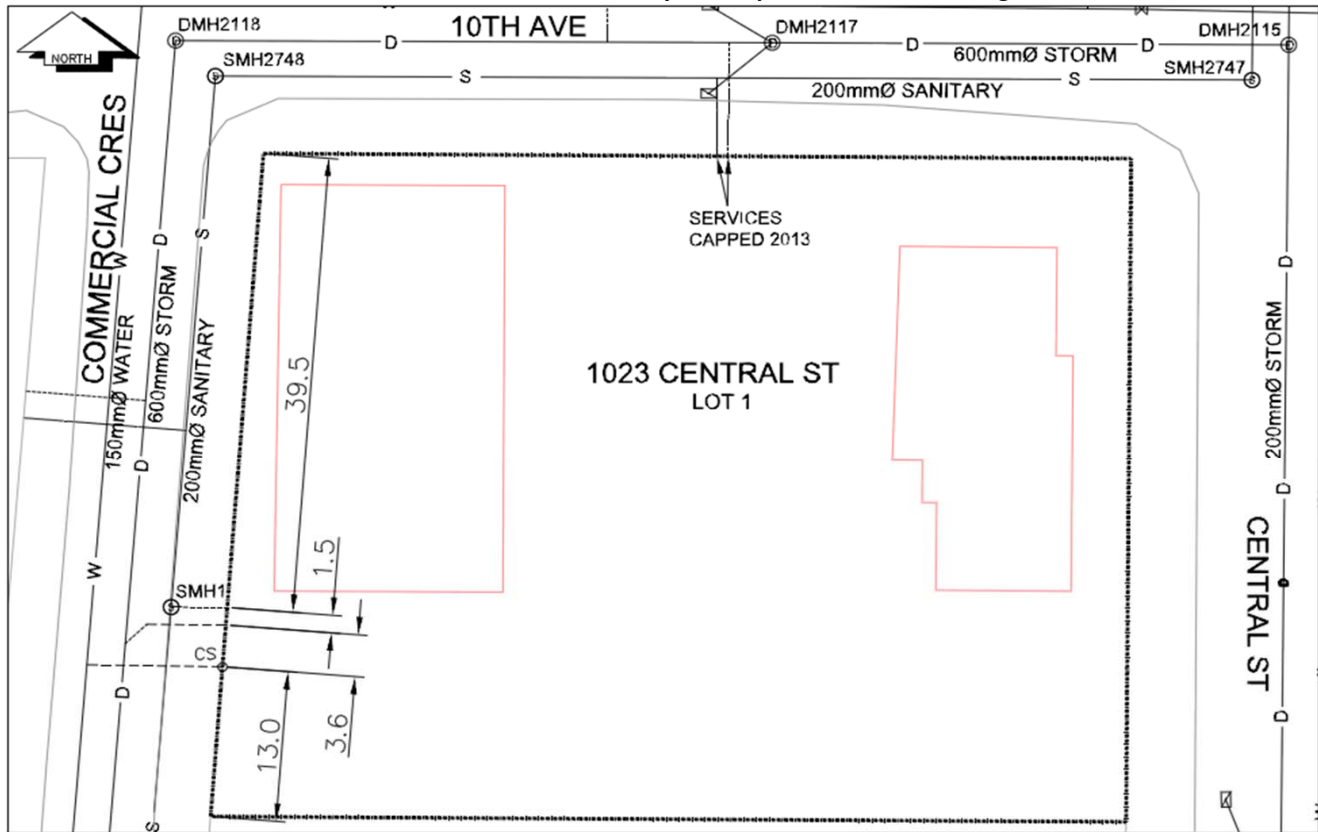 10TH AVE
DMH2118
DMH2117
DMH2115
D
D
D
600mmØ STORM
NORTH
SMH2748
SMH2747
S
S
200mmØ SANITARY
COMMERCIAL CRES
W
D
S
150mmØ WATER
600mmØ STORM
200mmØ SANITARY
SERVICES
CAPPED 2013
39.5
1023 CENTRAL ST
LOT 1
D
200mmØ STORM
D
D
W
1.5
SMH1
CS
D
13.0
3.6
CENTRAL ST
D
S